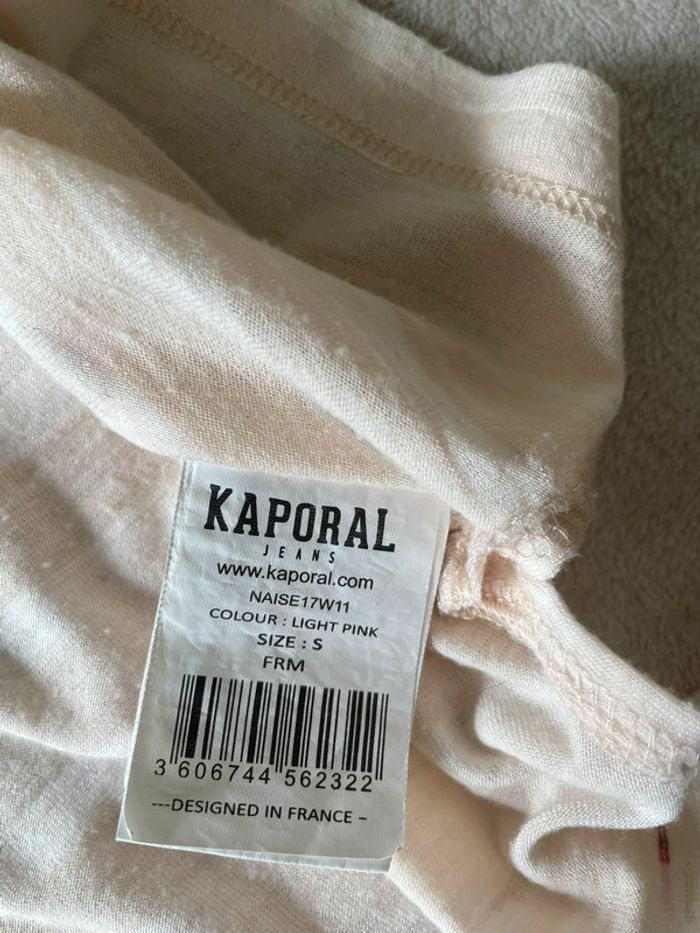 KAPORAL
JEANS
www.kaporal.com
NAISE17W11
COLOUR : LIGHT PINK
SIZE : S
FRM
3 606744 562322
---DESIGNED IN FRANCE –